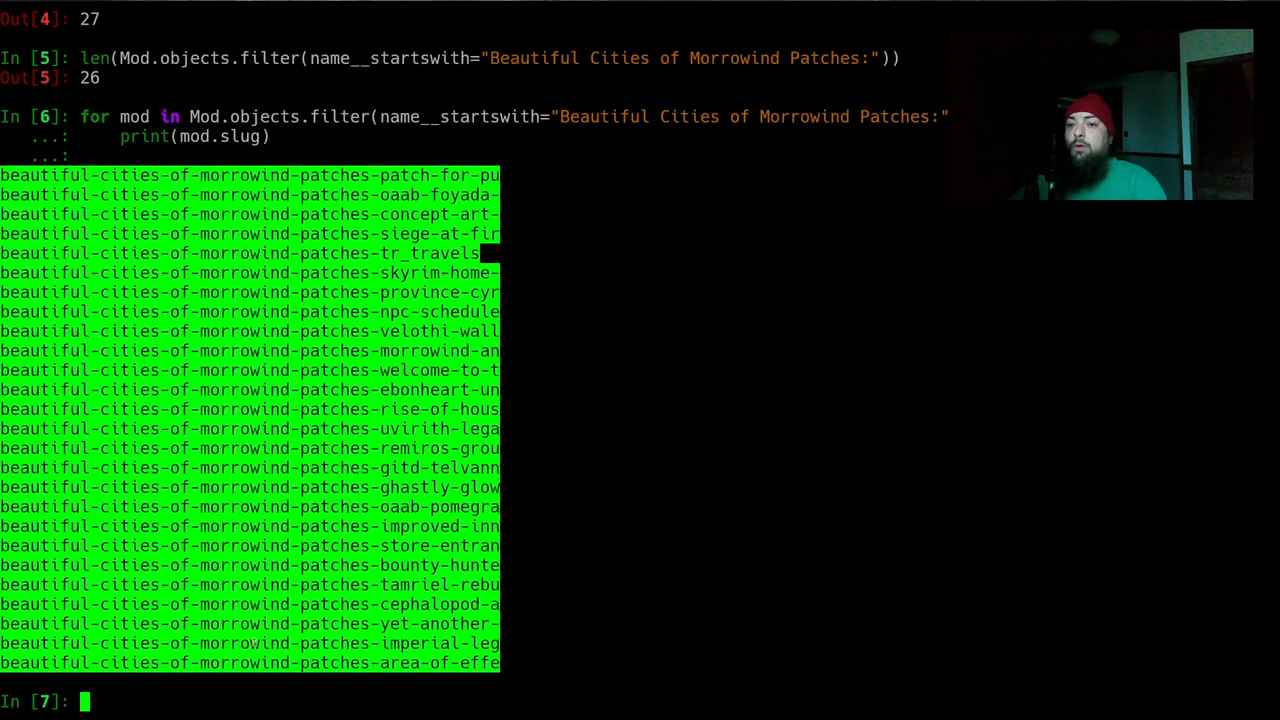 Out[4]: 27
In [5]: len(Mod.objects.filter(name__startswith="Beautiful Cities of Morrowind Patches:"))
Out[5]: 26
In [6]: for mod in Mod.objects.filter(name__startswith="Beautiful Cities of Morrowind Patches:"
...: print(mod.slug)
...:
beautiful-cities-of-morrowind-patches-patch-for-pu
beautiful-cities-of-morrowind-patches-oaab-foyada-
beautiful-cities-of-morrowind-patches-concept-art-
beautiful-cities-of-morrowind-patches-siege-at-fir
beautiful-cities-of-morrowind-patches-tr_travels
beautiful-cities-of-morrowind-patches-skyrim-home-
beautiful-cities-of-morrowind-patches-province-cyr
beautiful-cities-of-morrowind-patches-npc-schedule
beautiful-cities-of-morrowind-patches-velothi-wall
beautiful-cities-of-morrowind-patches-morrowind-an
beautiful-cities-of-morrowind-patches-welcome-to-t
beautiful-cities-of-morrowind-patches-ebonheart-un
beautiful-cities-of-morrowind-patches-rise-of-hous
beautiful-cities-of-morrowind-patches-uvirith-lega
beautiful-cities-of-morrowind-patches-remiros-grou
beautiful-cities-of-morrowind-patches-gitd-telvann
beautiful-cities-of-morrowind-patches-ghastly-glow
beautiful-cities-of-morrowind-patches-oaab-pomegra
beautiful-cities-of-morrowind-patches-improved-inn
beautiful-cities-of-morrowind-patches-store-entran
beautiful-cities-of-morrowind-patches-bounty-hunte
beautiful-cities-of-morrowind-patches-tamriel-rebu
beautiful-cities-of-morrowind-patches-cephalopod-a
beautiful-cities-of-morrowind-patches-yet-another-
beautiful-cities-of-morrowind-patches-imperial-leg
beautiful-cities-of-morrowind-patches-area-of-effe
In [7]: